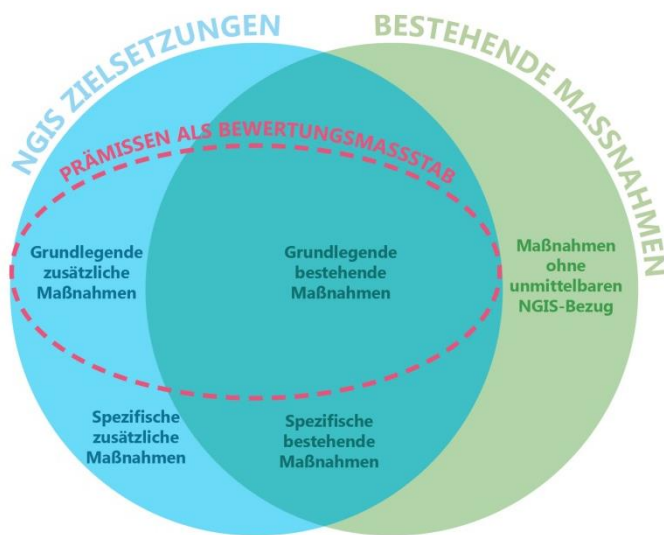 NGIS ZIELSETZUNGEN
BESTEHENDE MASSNAHMEN
PRÄMISSEN ALS BEWERTUNGSMASSSTAB
Grundlegende
zusätzliche
Maßnahmen
Grundlegende
bestehende
Maßnahmen
Maßnahmen
ohne
unmittelbaren
NGIS-Bezug
Spezifische
zusätzliche
Maßnahmen
Spezifische
bestehende
Maßnahmen